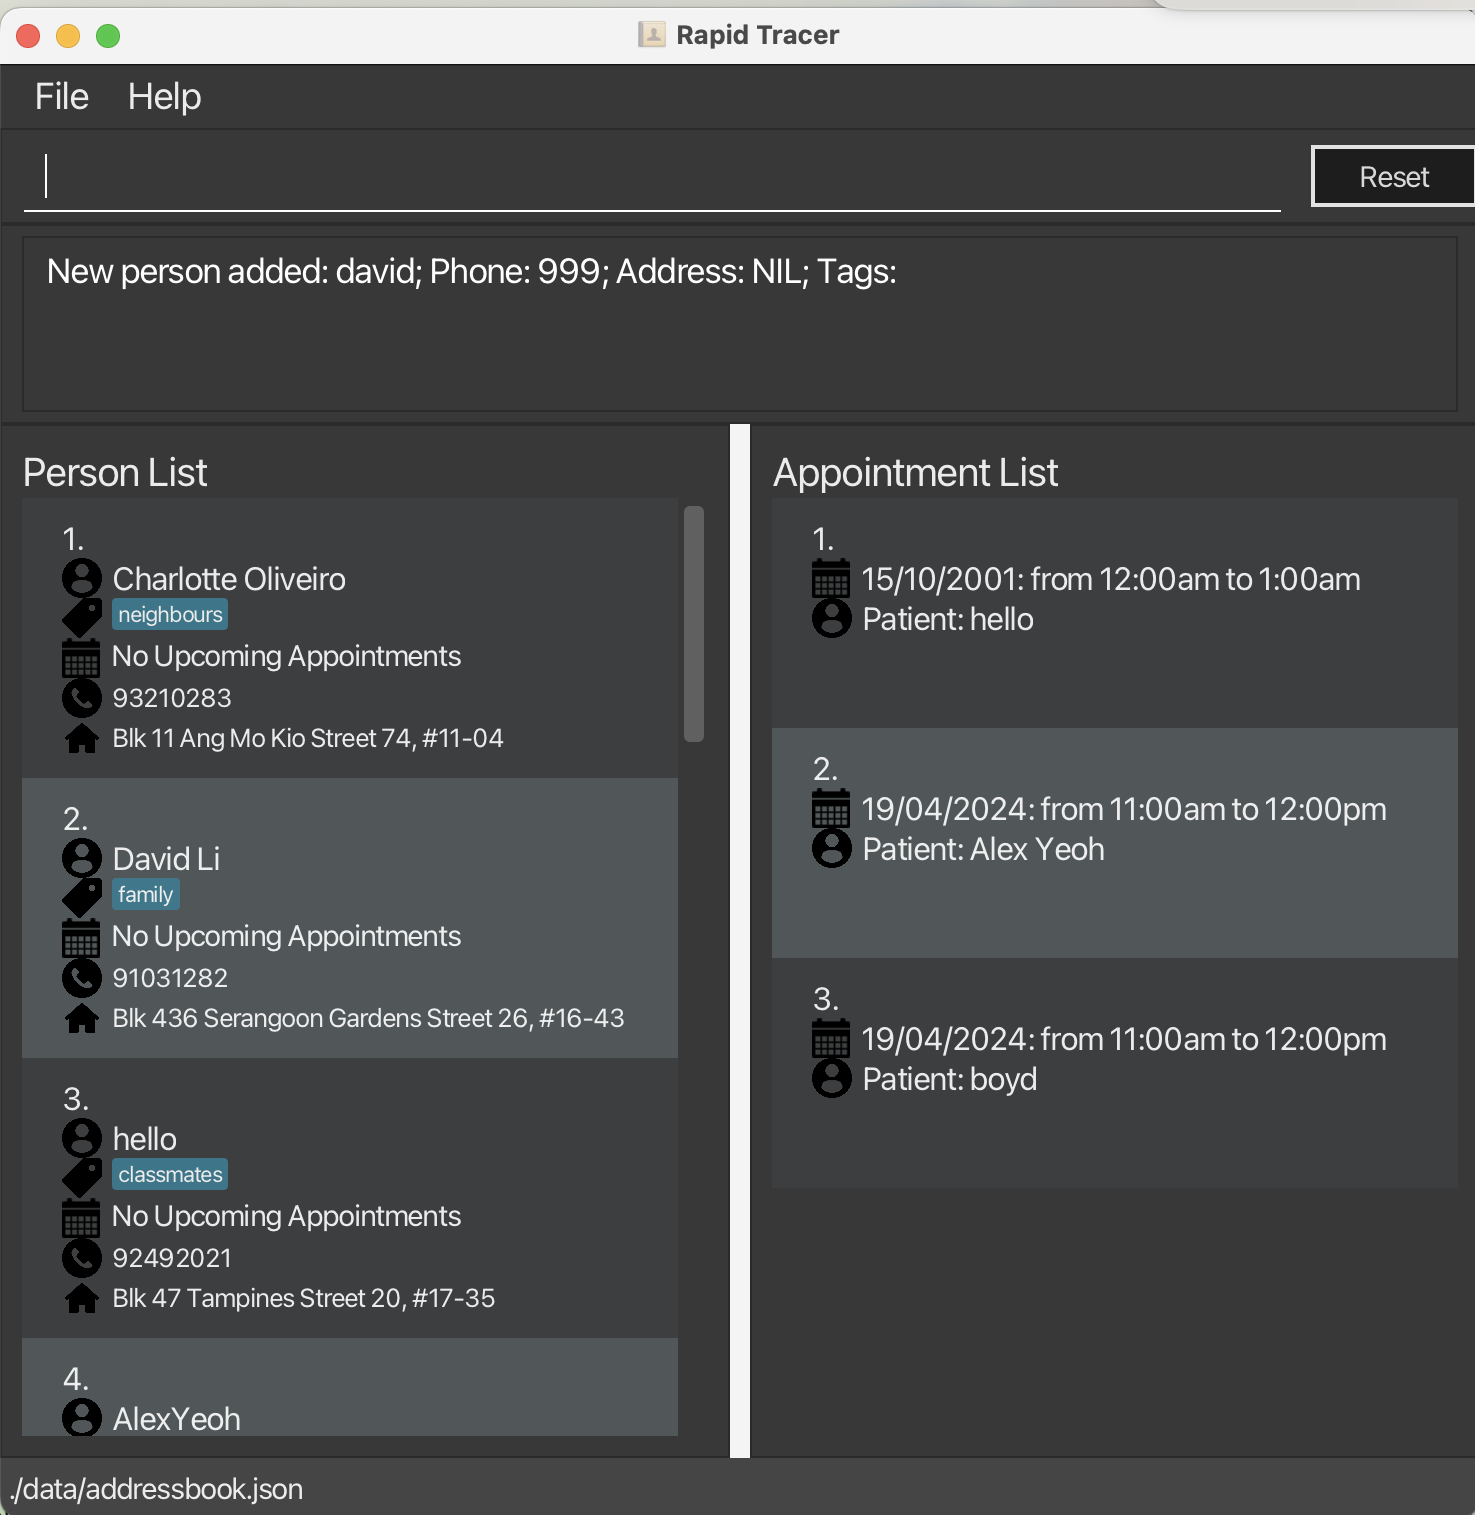 Rapid Tracer
File Help
Reset
New person added: david; Phone: 999; Address: NIL; Tags:
Person List
1.
Charlotte Oliveiro
neighbours
No Upcoming Appointments
93210283
Blk 11 Ang Mo Kio Street 74, #11-04
2.
David Li
family
No Upcoming Appointments
91031282
Blk 436 Serangoon Gardens Street 26, #16-43
3.
hello
classmates
No Upcoming Appointments
92492021
Blk 47 Tampines Street 20, #17-35
4.
AlexYeoh
Appointment List
1.
15/10/2001: from 12:00am to 1:00am
Patient: hello
2.
19/04/2024: from 11:00am to 12:00pm
Patient: Alex Yeoh
3.
19/04/2024: from 11:00am to 12:00pm
Patient: boyd
./data/addressbook.json